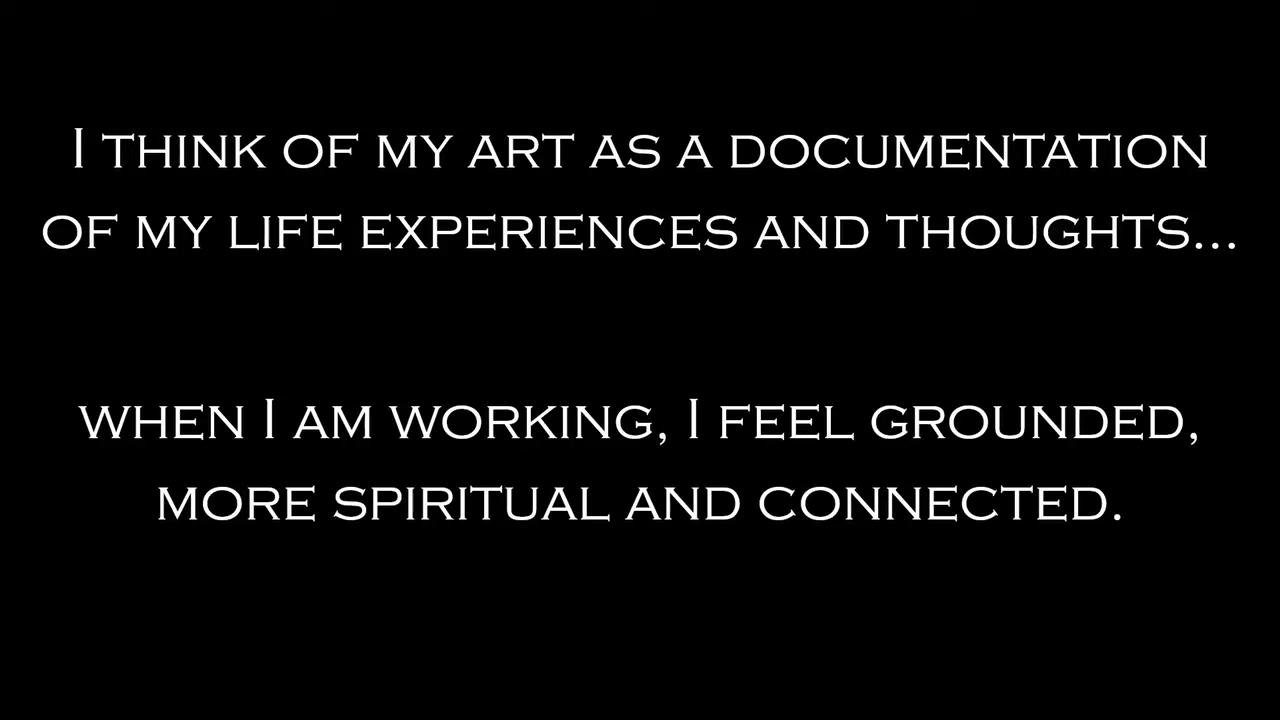 I THINK OF MY ART AS A DOCUMENTATION
OF MY LIFE EXPERIENCES AND THOUGHTS...
WHEN I AM WORKING, I FEEL GROUNDED,
MORE SPIRITUAL AND CONNECTED.